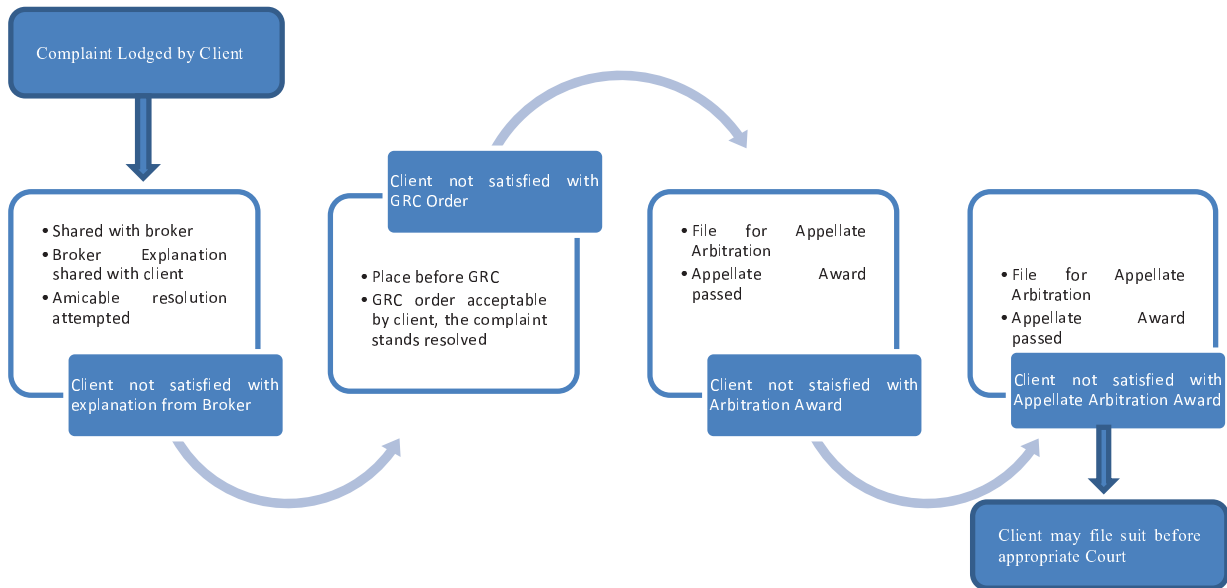 Complaint Lodged by Client
• Shared with broker
• Broker Explanation
shared with client
• Amicable resolution
attempted
Client not satisfied with
explanation from Broker
Client not satisfied with
GRC Order
• Place before GRC
• GRC order acceptable
by client, the complaint
stands resolved
• File for Appellate
Arbitration
• Appellate Award
passed
Client not staisfied with
Arbitration Award
• File for Appellate
Arbitration
• Appellate Award
passed
Client not satisfied with
Appellate Arbitration Award
Client may file suit before
appropriate Court